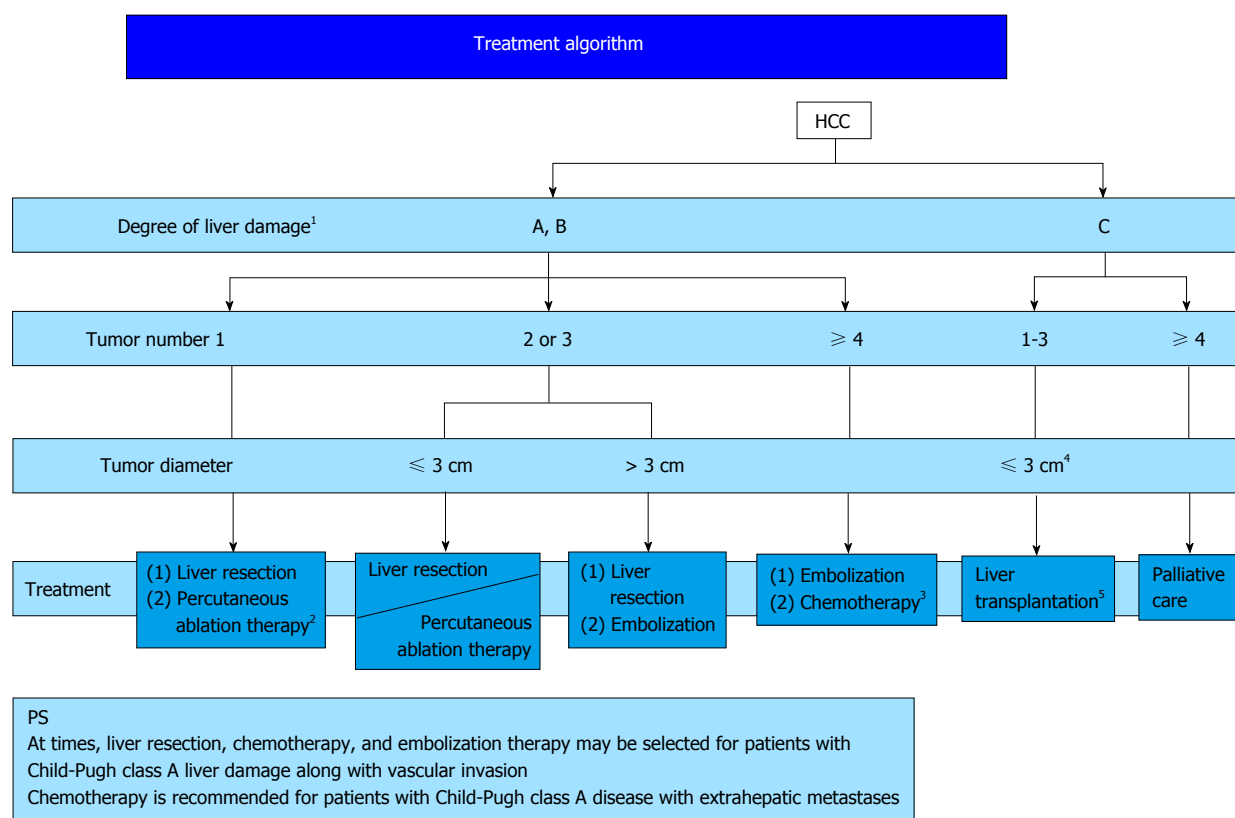 Treatment algorithm
HCC
Degree of liver damage¹ A, B C
Tumor number 1 2 or 3 ≥ 4 1-3 ≥ 4
Tumor diameter ≤ 3 cm > 3 cm ≤ 3 cm⁴
Treatment
(1) Liver resection
(2) Percutaneous
ablation therapy²
Liver resection
Percutaneous
ablation therapy
(1) Liver
resection
(2) Embolization
(1) Embolization
(2) Chemotherapy³
Liver
transplantation⁵
Palliative
care
PS
At times, liver resection, chemotherapy, and embolization therapy may be selected for patients with
Child-Pugh class A liver damage along with vascular invasion
Chemotherapy is recommended for patients with Child-Pugh class A disease with extrahepatic metastases